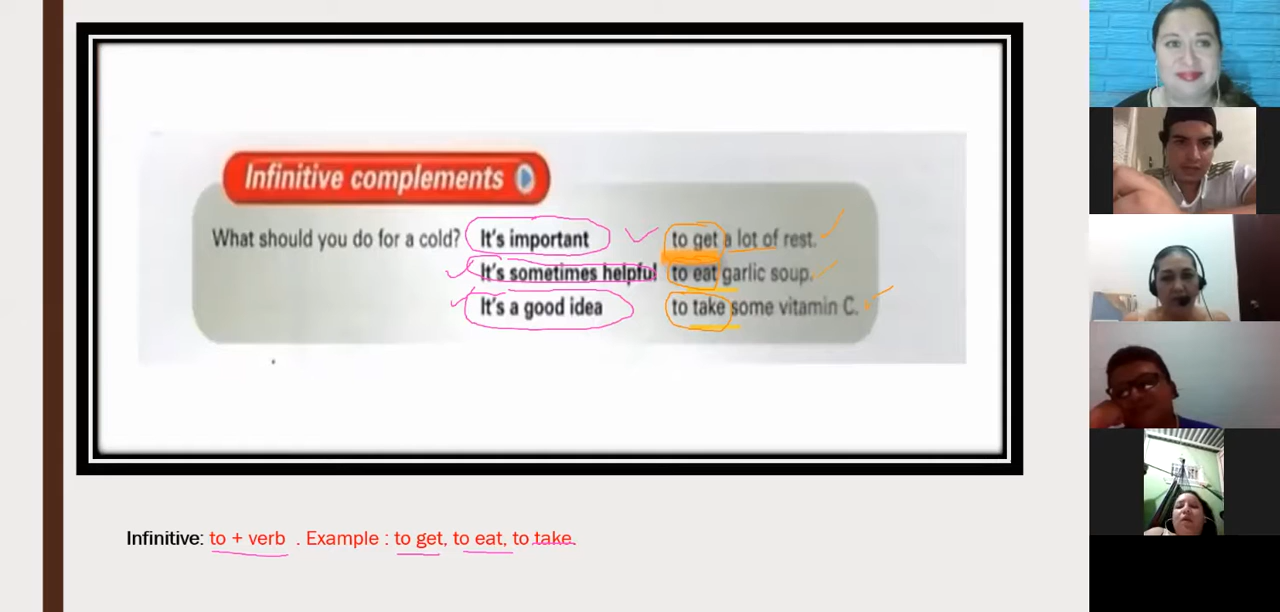 Infinitive complements
What should you do for a cold? It's important to get a lot of rest.
It's sometimes helpful to eat garlic soup.
It's a good idea to take some vitamin C.
Infinitive: to + verb . Example : to get, to eat, to take.